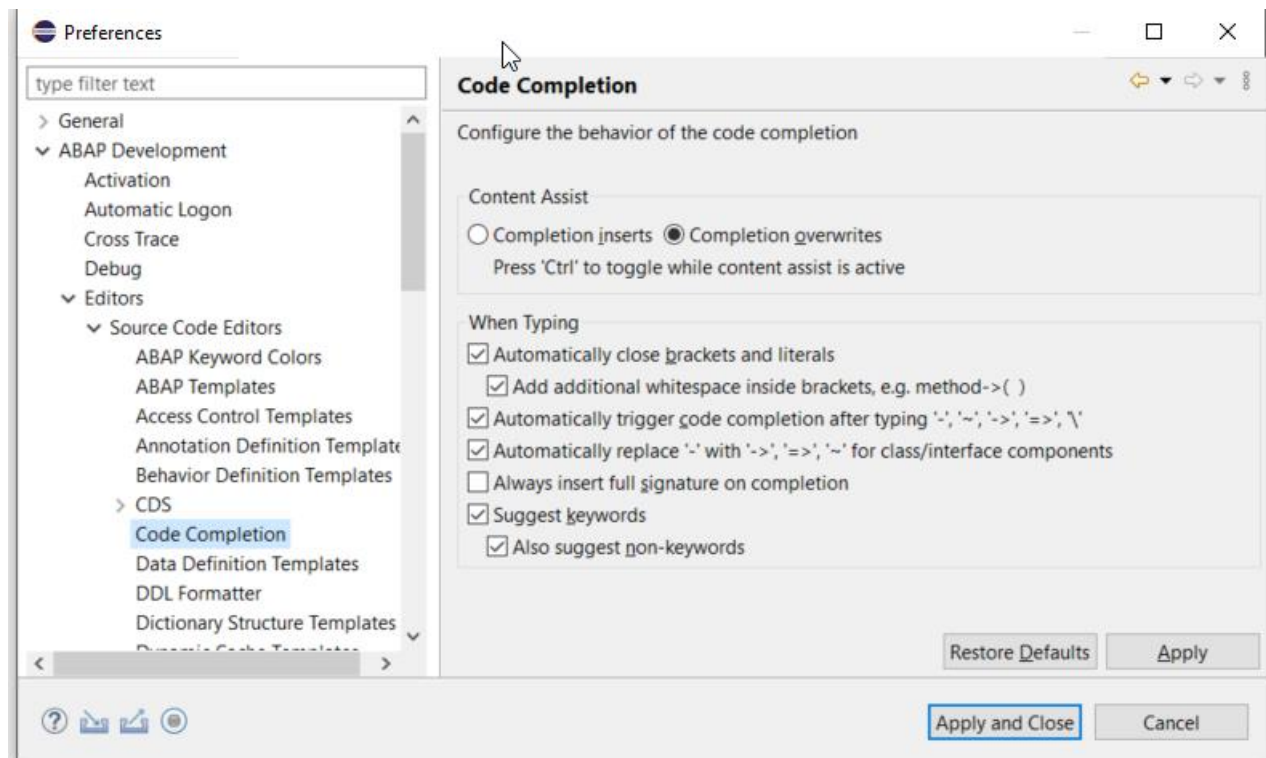 Preferences
type filter text
General
ABAP Development
Activation
Automatic Logon
Cross Trace
Debug
Editors
Source Code Editors
ABAP Keyword Colors
ABAP Templates
Access Control Templates
Annotation Definition Template
Behavior Definition Templates
CDS
Code Completion
Data Definition Templates
DDL Formatter
Dictionary Structure Templates
Code Completion
Configure the behavior of the code completion
Content Assist
Completion inserts Completion overwrites
Press 'Ctrl' to toggle while content assist is active
When Typing
Automatically close brackets and literals
Add additional whitespace inside brackets, e.g. method->( )
Automatically trigger code completion after typing '-', '~', '->', '=>', '\'
Automatically replace '-' with '->', '=>', '~' for class/interface components
Always insert full signature on completion
Suggest keywords
Also suggest non-keywords
Restore Defaults Apply
Apply and Close Cancel